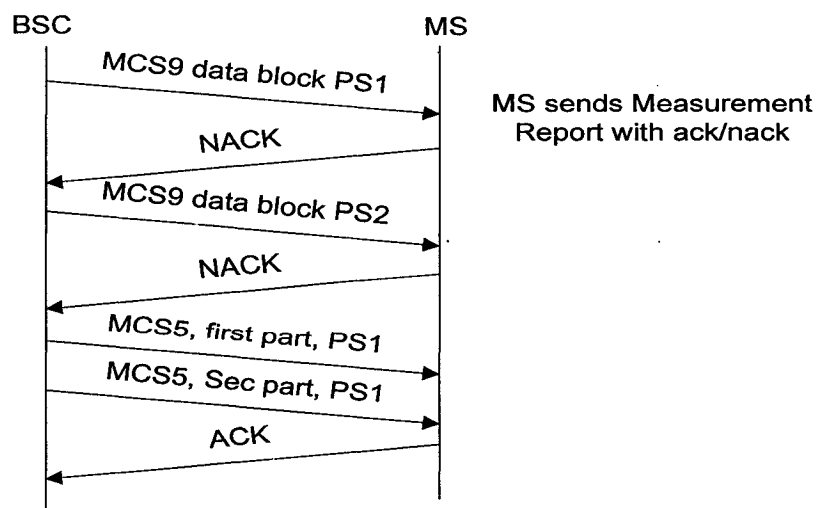 BSC
MS
MCS9 data block PS1
MS sends Measurement
Report with ack/nack
NACK
MCS9 data block PS2
NACK
MCS5, first part, PS1
MCS5, Sec part, PS1
ACK